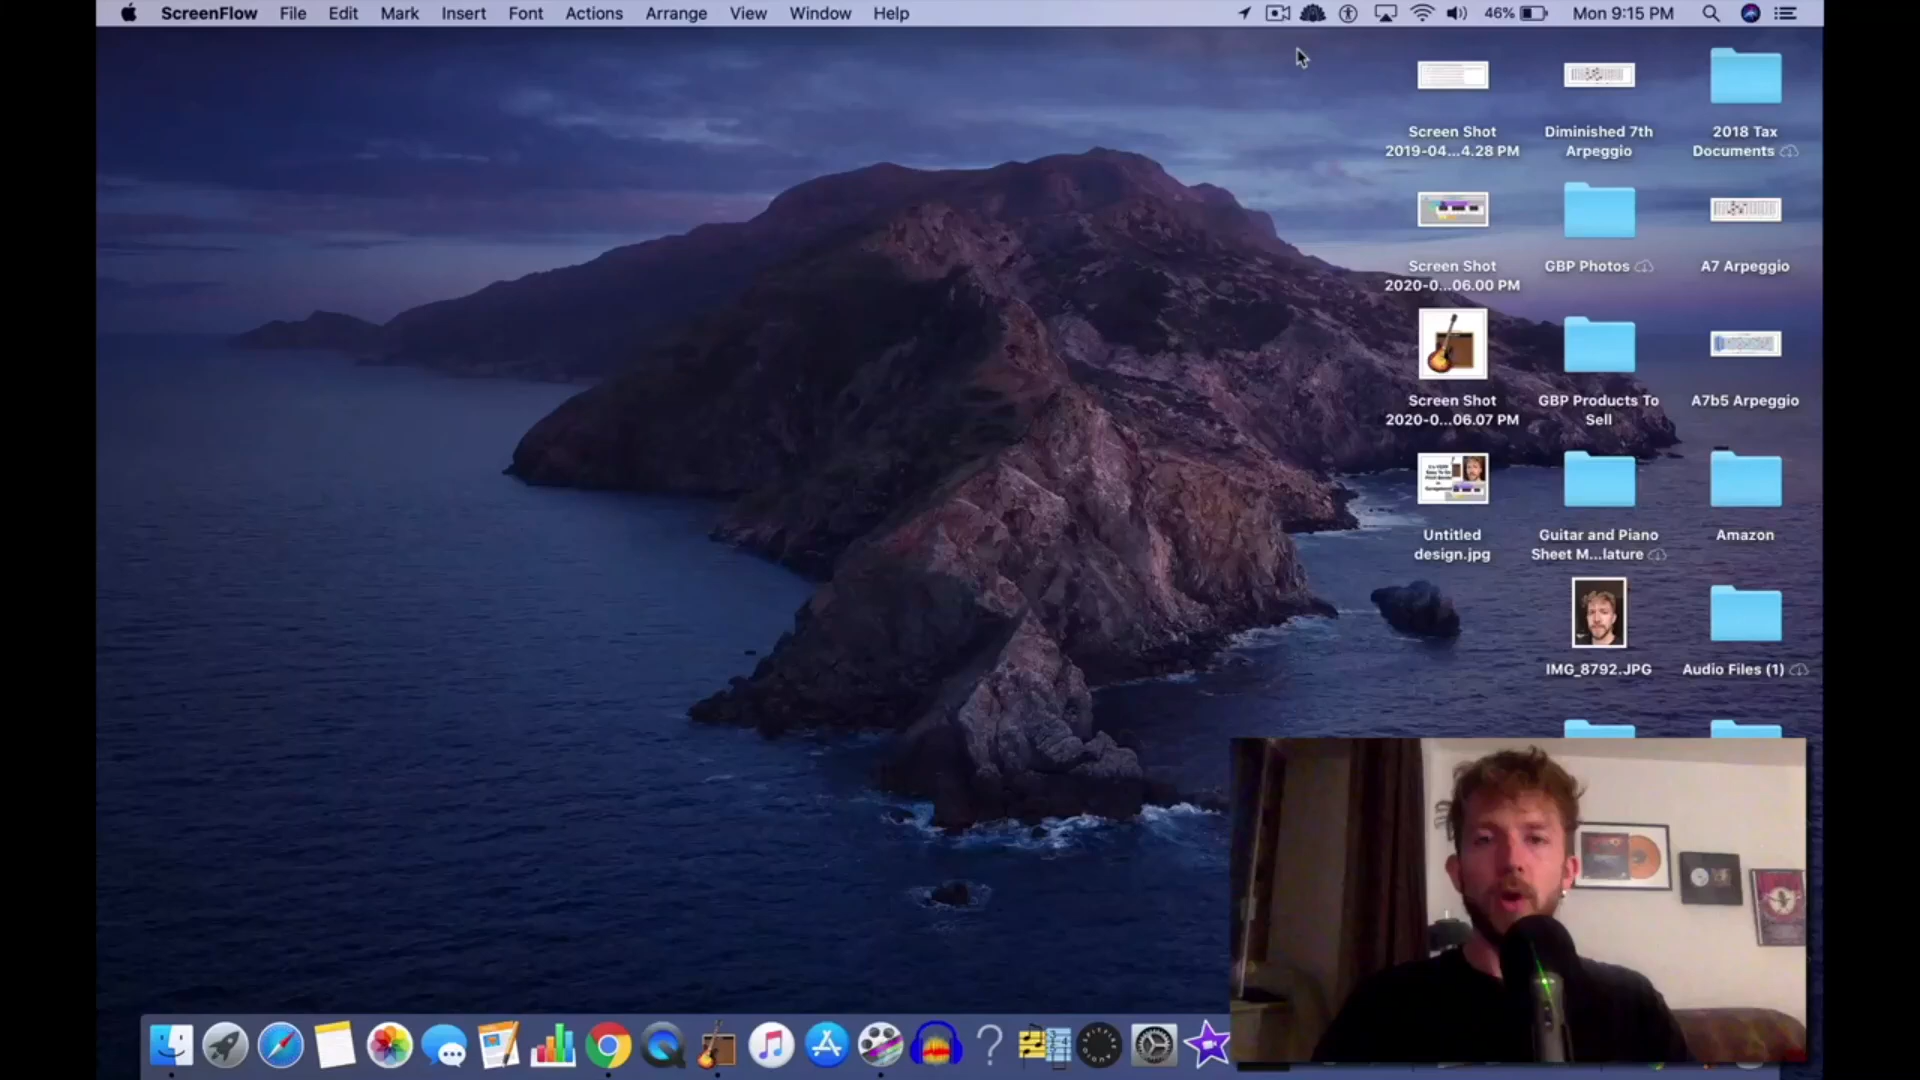 ScreenFlow File Edit Mark Insert Font Actions Arrange View Window Help 46% Mon 9:15 PM
Screen Shot
2019-04...4.28 PM
Diminished 7th
Arpeggio
2018 Tax
Documents
Screen Shot
2020-0...06.00 PM
GBP Photos
A7 Arpeggio
Screen Shot
2020-0...06.07 PM
GBP Products To
Sell
A7b5 Arpeggio
Untitled
design.jpg
Guitar and Piano
Sheet M...lature
Amazon
IMG_8792.JPG
Audio Files (1)